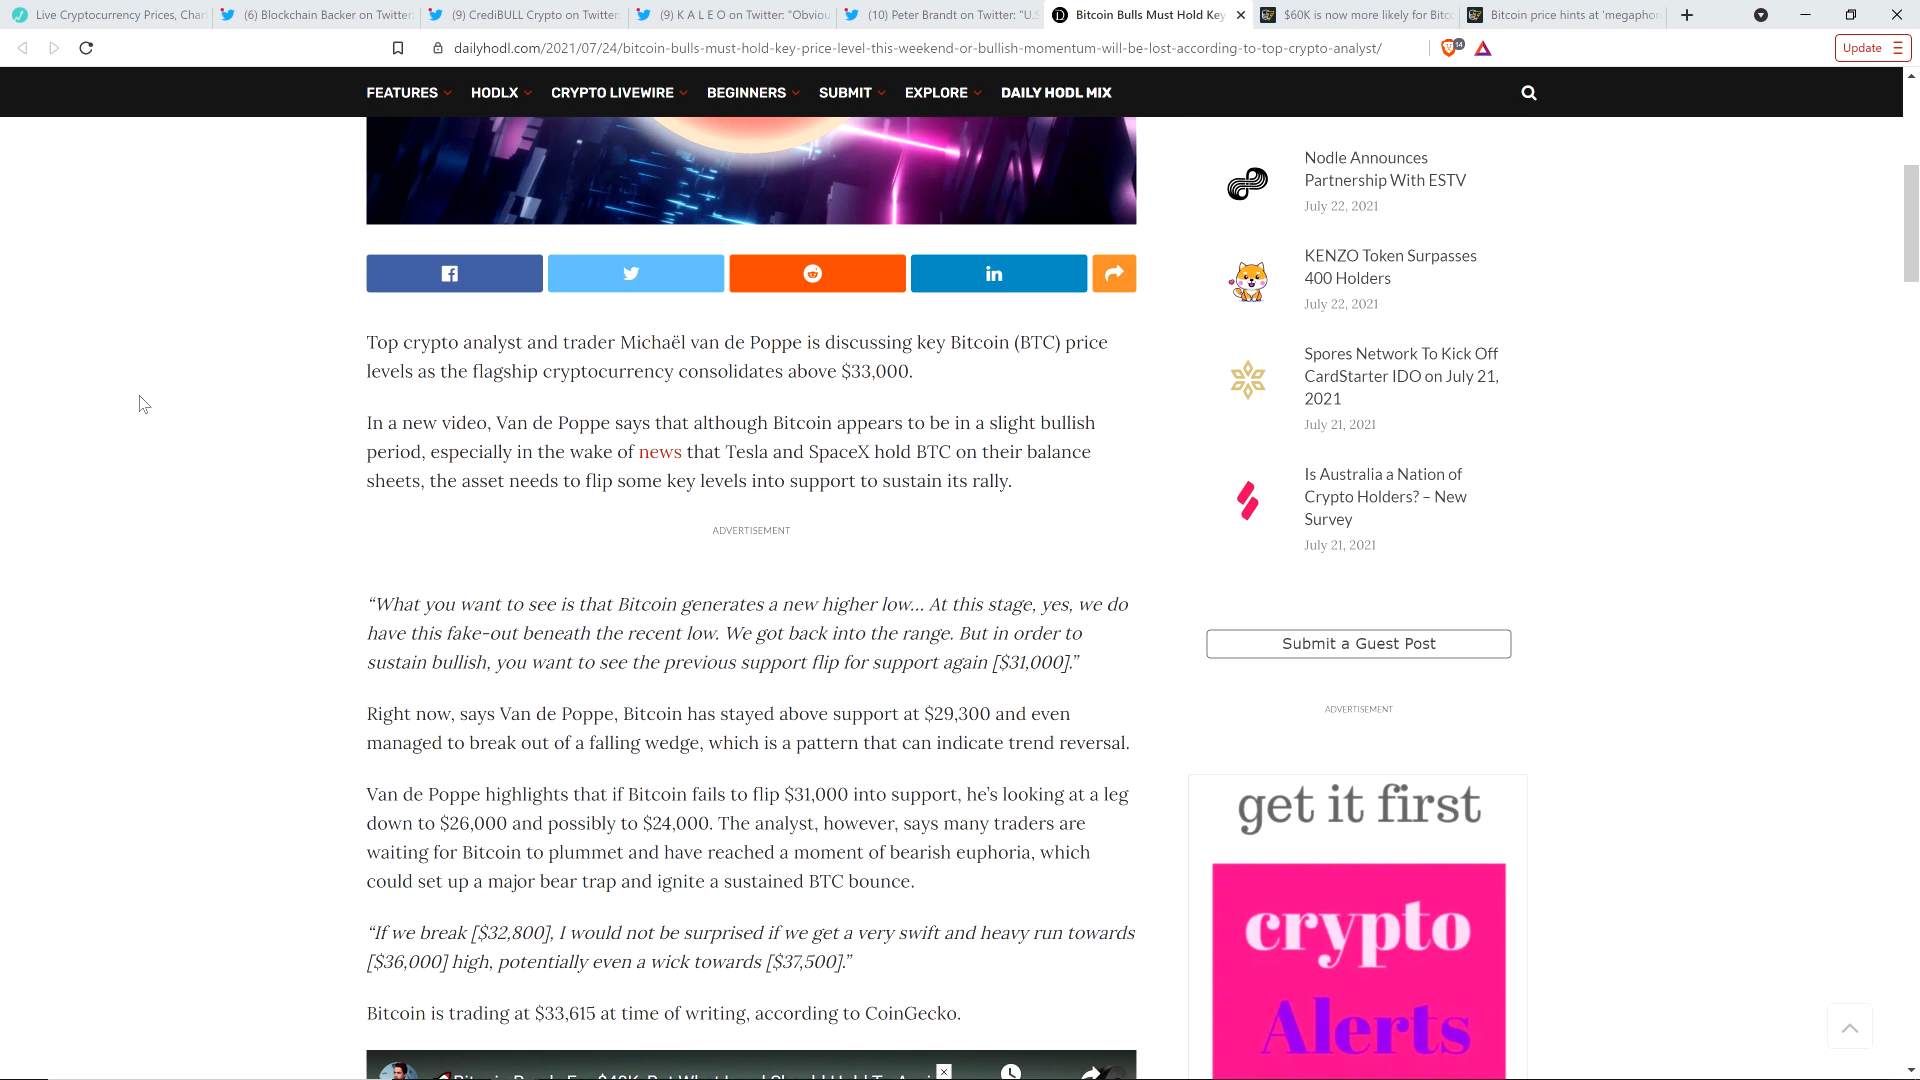 Live Cryptocurrency Prices, Char
(6) Blockchain Backer on Twitter:
(9) CrediBULL Crypto on Twitter:
(9) K A L E O on Twitter: "Obviou
(10) Peter Brandt on Twitter: "U.S
Bitcoin Bulls Must Hold Key
$60K is now more likely for Bitco
Bitcoin price hints at 'megaphon
dailyhodl.com/2021/07/24/bitcoin-bulls-must-hold-key-price-level-this-weekend-or-bullish-momentum-will-be-lost-according-to-top-crypto-analyst/
14
Update
FEATURES HODLX CRYPTO LIVEWIRE BEGINNERS SUBMIT EXPLORE DAILY HODL MIX
Top crypto analyst and trader Michaël van de Poppe is discussing key Bitcoin (BTC) price
levels as the flagship cryptocurrency consolidates above $33,000.
In a new video, Van de Poppe says that although Bitcoin appears to be in a slight bullish
period, especially in the wake of news that Tesla and SpaceX hold BTC on their balance
sheets, the asset needs to flip some key levels into support to sustain its rally.
ADVERTISEMENT
“What you want to see is that Bitcoin generates a new higher low… At this stage, yes, we do
have this fake-out beneath the recent low. We got back into the range. But in order to
sustain bullish, you want to see the previous support flip for support again [$31,000].”
Right now, says Van de Poppe, Bitcoin has stayed above support at $29,300 and even
managed to break out of a falling wedge, which is a pattern that can indicate trend reversal.
Van de Poppe highlights that if Bitcoin fails to flip $31,000 into support, he’s looking at a leg
down to $26,000 and possibly to $24,000. The analyst, however, says many traders are
waiting for Bitcoin to plummet and have reached a moment of bearish euphoria, which
could set up a major bear trap and ignite a sustained BTC bounce.
“If we break [$32,800], I would not be surprised if we get a very swift and heavy run towards
[$36,000] high, potentially even a wick towards [$37,500].”
Bitcoin is trading at $33,615 at time of writing, according to CoinGecko.
Nodle Announces
Partnership With ESTV
July 22, 2021
KENZO Token Surpasses
400 Holders
July 22, 2021
Spores Network To Kick Off
CardStarter IDO on July 21,
2021
July 21, 2021
Is Australia a Nation of
Crypto Holders? – New
Survey
July 21, 2021
Submit a Guest Post
ADVERTISEMENT
get it first
crypto
Alerts